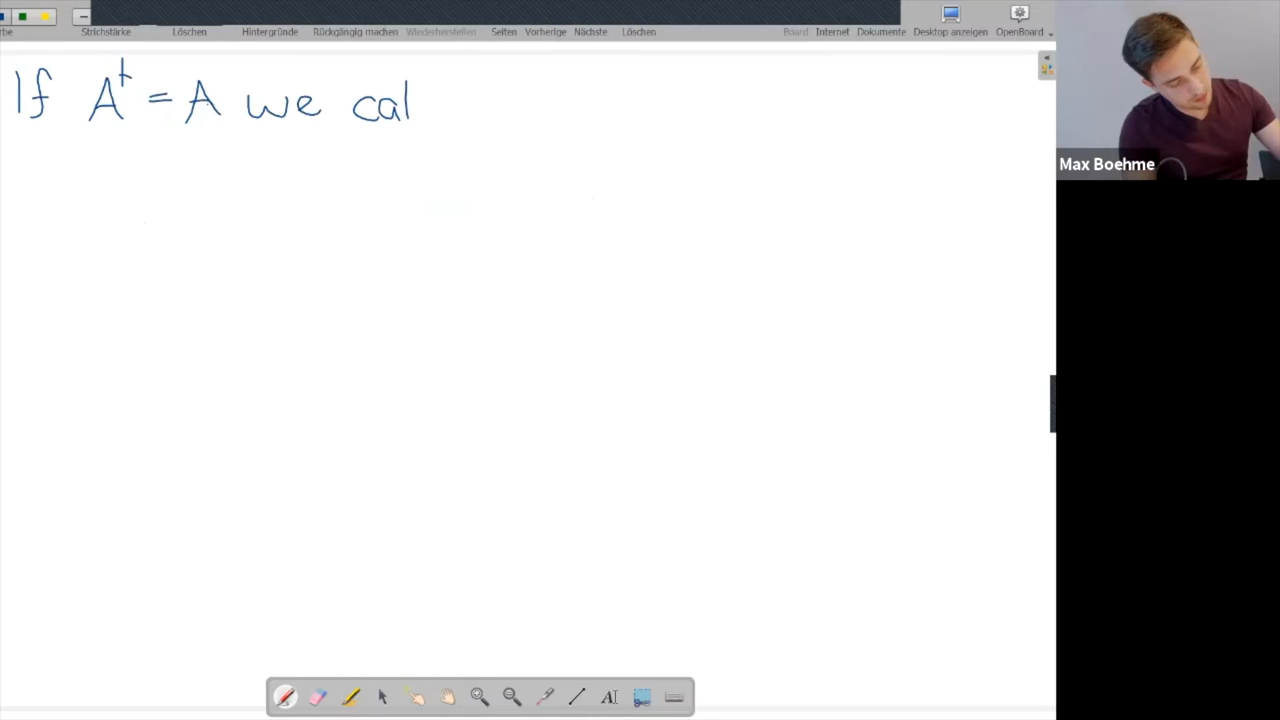 rbe Strichstärke Löschen Hintergründe Rückgängig machen Wiederherstellen Seiten Vorherige Nächste Löschen Board Internet Dokumente Desktop anzeigen OpenBoard
If A† = A we cal
Max Boehme